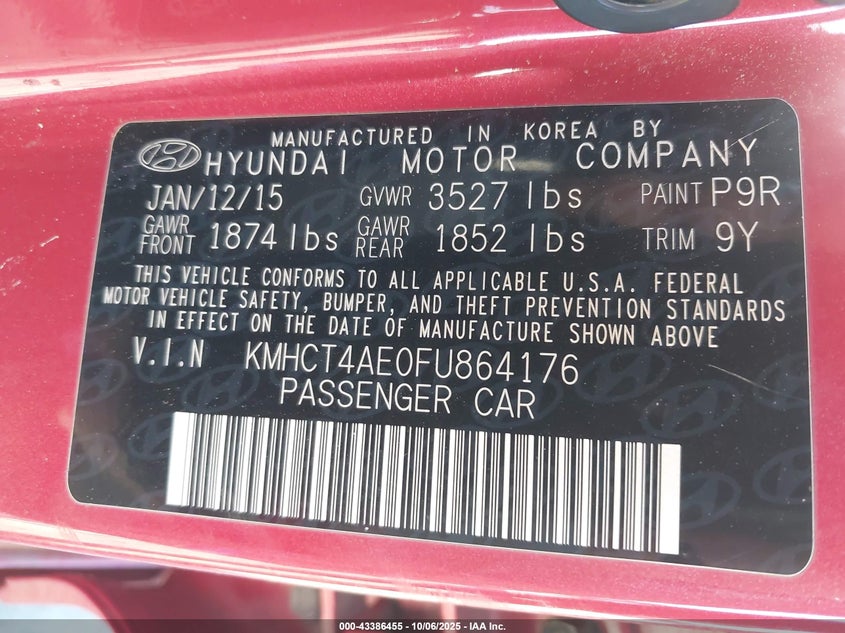 MANUFACTURED IN KOREA BY
HYUNDAI MOTOR COMPANY
JAN/12/15 GVWR 3527 lbs PAINT P9R
GAWR FRONT 1874 lbs GAWR REAR 1852 lbs TRIM 9Y
THIS VEHICLE CONFORMS TO ALL APPLICABLE U.S.A. FEDERAL
MOTOR VEHICLE SAFETY, BUMPER, AND THEFT PREVENTION STANDARDS
IN EFFECT ON THE DATE OF MANUFACTURE SHOWN ABOVE
V.I.N KMHCT4AE0FU864176
PASSENGER CAR
000-43386455 - 10/06/2025 - IAA Inc.